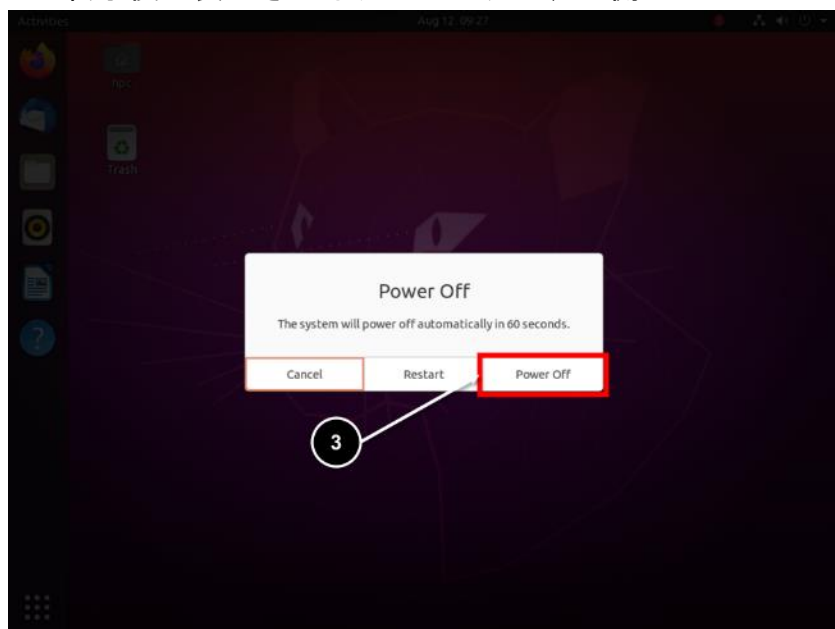 Activities
Aug 12 09:27
hpc
Trash
Power Off
The system will power off automatically in 60 seconds.
Cancel
Restart
Power Off
3
?